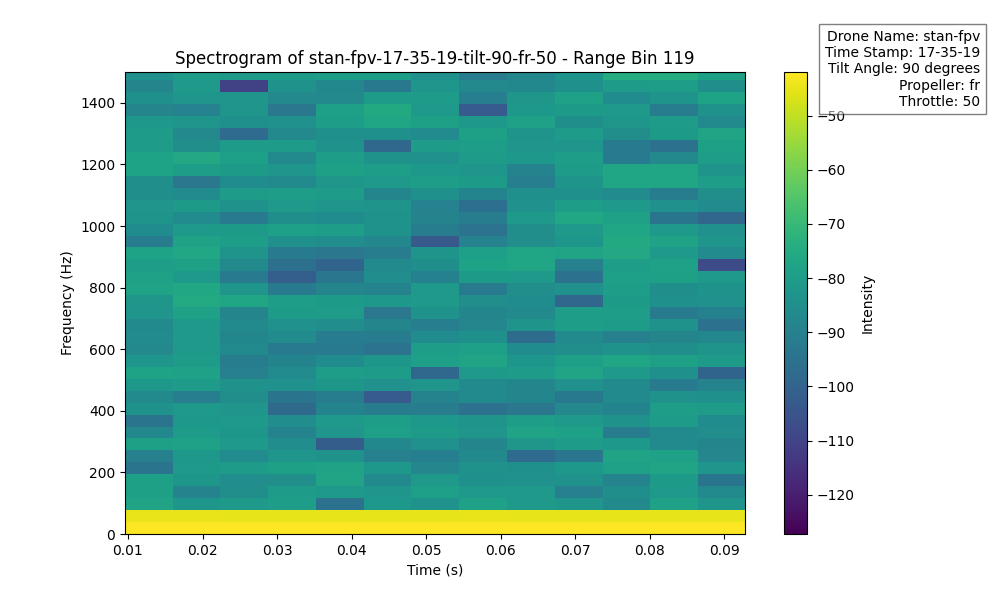 Drone Name: stan-fpv
Time Stamp: 17-35-19
Tilt Angle: 90 degrees
Propeller: fr
Throttle: 50
Spectrogram of stan-fpv-17-35-19-tilt-90-fr-50 - Range Bin 119
Frequency (Hz)
1400
1200
1000
800
600
400
200
0
0.01 0.02 0.03 0.04 0.05 0.06 0.07 0.08 0.09
Time (s)
−50
−60
−70
−80
−90
−100
−110
−120
Intensity